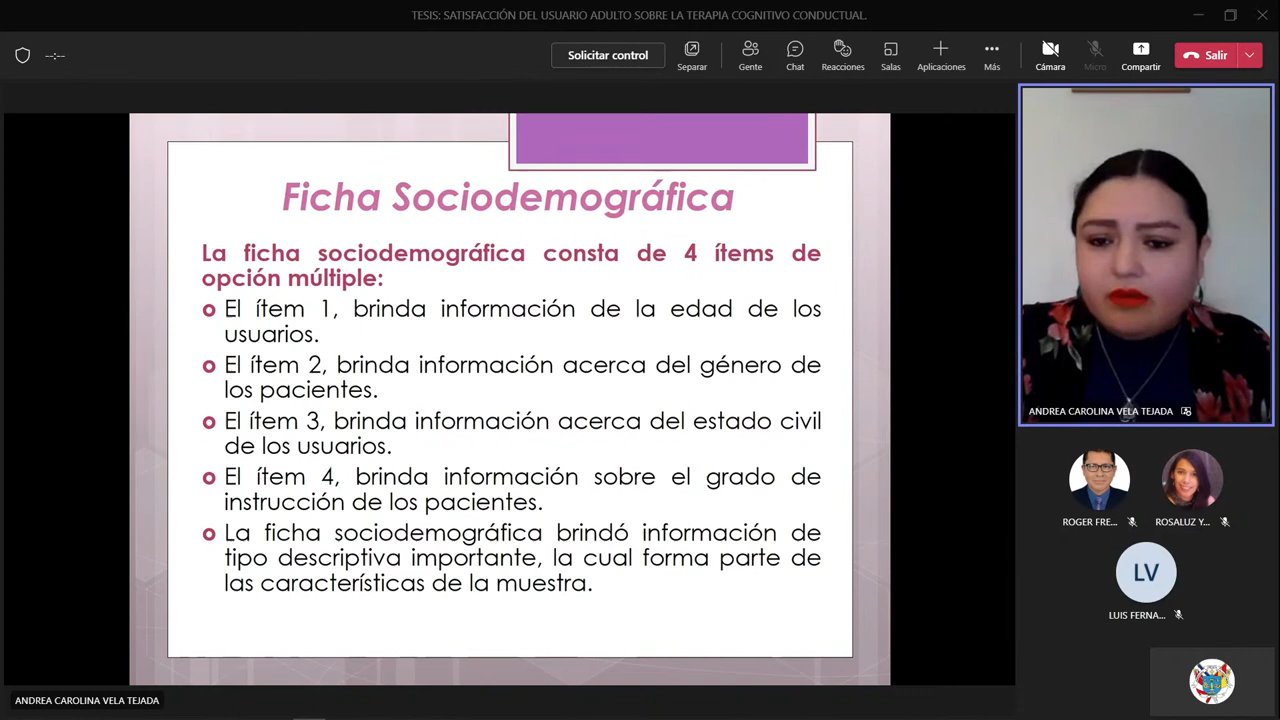 TESIS: SATISFACCIÓN DEL USUARIO ADULTO SOBRE LA TERAPIA COGNITIVO CONDUCTUAL.
--:--
Solicitar control
Separar
Gente
Chat
Reacciones
Salas
Aplicaciones
Más
Cámara
Micro
Compartir
Salir
Ficha Sociodemográfica
La ficha sociodemográfica consta de 4 ítems de
opción múltiple:
El ítem 1, brinda información de la edad de los
usuarios.
El ítem 2, brinda información acerca del género de
los pacientes.
El ítem 3, brinda información acerca del estado civil
de los usuarios.
El ítem 4, brinda información sobre el grado de
instrucción de los pacientes.
La ficha sociodemográfica brindó información de
tipo descriptiva importante, la cual forma parte de
las características de la muestra.
ANDREA CAROLINA VELA TEJADA
ROGER FRE...
ROSALUZ Y...
LV
LUIS FERNA...
ANDREA CAROLINA VELA TEJADA